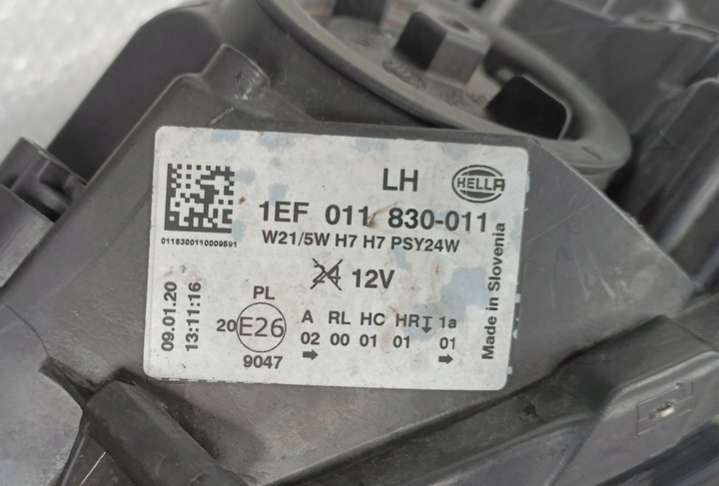 LH HELLA
1EF 011 830-011
0118300110009591
W21/5W H7 H7 PSY24W
24 12V
09.01.20
13:11:16
PL
20 E26
9047
A RL HC HR 1a
02 00 01 01 01
Made in Slovenia